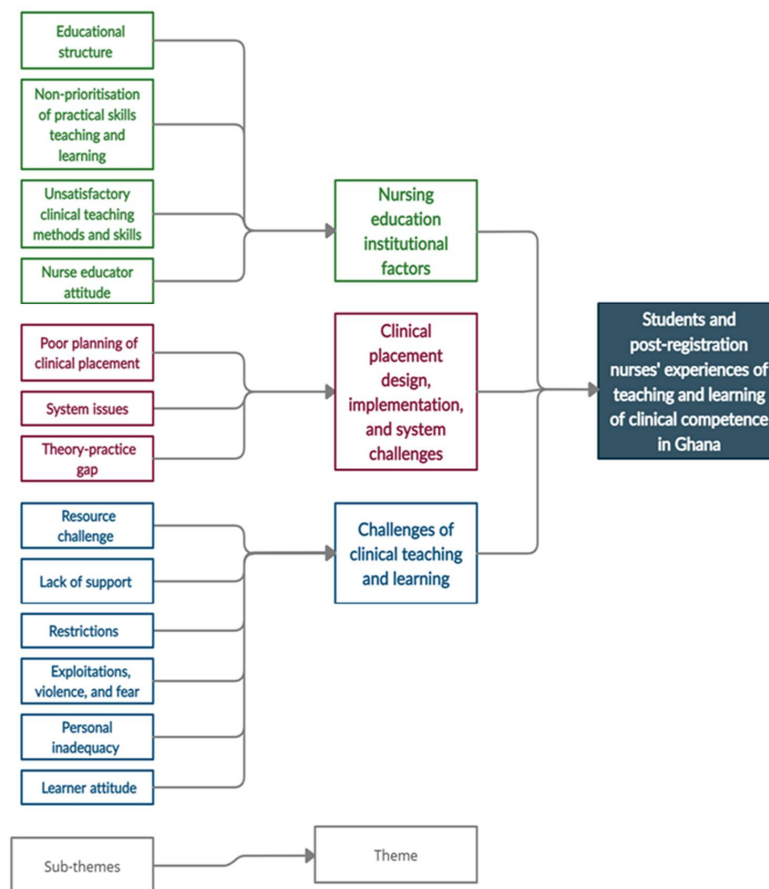 Educational
structure
Non-prioritisation
of practical skills
teaching and
learning
Unsatisfactory
clinical teaching
methods and skills
Nurse educator
attitude
Nursing
education
institutional
factors
Poor planning of
clinical placement
System issues
Theory-practice
gap
Clinical
placement
design,
implementation,
and system
challenges
Students and
post-registration
nurses' experiences of
teaching and learning
of clinical competence
in Ghana
Resource
challenge
Lack of support
Restrictions
Exploitations,
violence, and fear
Personal
inadequacy
Learner attitude
Challenges of
clinical teaching
and learning
Sub-themes
Theme